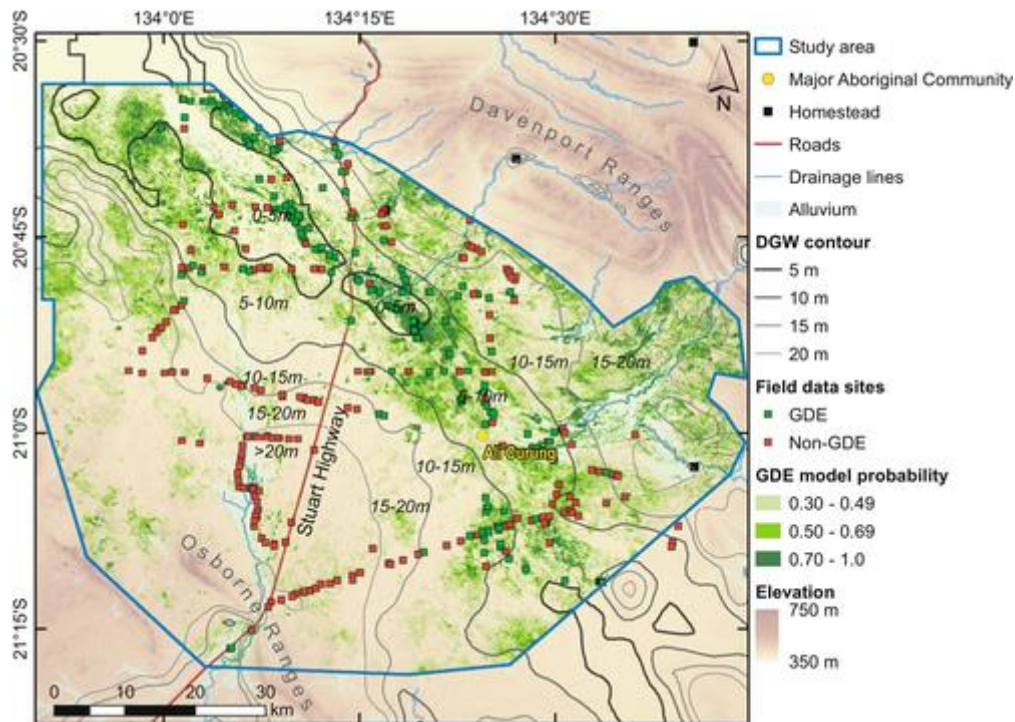 134°0'E 134°15'E 134°30'E
20°30'S
20°45'S
21°0'S
21°15'S
N
Davenport Ranges
0-5m
0-5m
5-10m
10-15m
15-20m
10-15m
15-20m
>20m
10-15m
15-20m
Ali Curung
Stuart Highway
Osborne Ranges
0 10 20 30
km
Study area
Major Aboriginal Community
Homestead
Roads
Drainage lines
Alluvium
DGW contour
5 m
10 m
15 m
20 m
Field data sites
GDE
Non-GDE
GDE model probability
0.30 - 0.49
0.50 - 0.69
0.70 - 1.0
Elevation
750 m
350 m